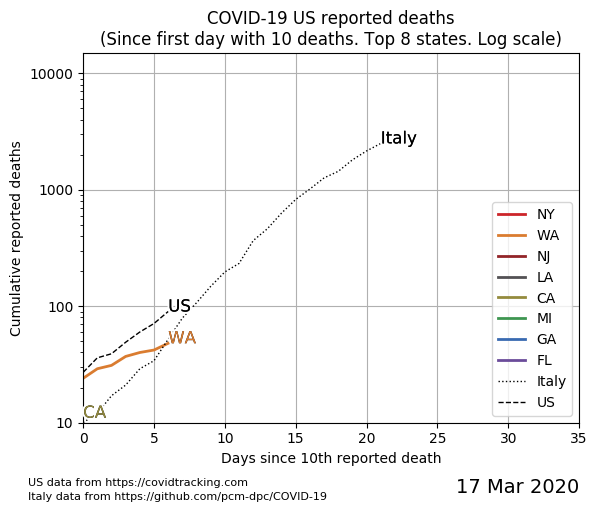 COVID-19 US reported deaths
(Since first day with 10 deaths. Top 8 states. Log scale)
Cumulative reported deaths
10000
1000
100
10
Italy
US
WA
CA
NY
WA
NJ
LA
CA
MI
GA
FL
Italy
US
0 5 10 15 20 25 30 35
Days since 10th reported death
US data from https://covidtracking.com
Italy data from https://github.com/pcm-dpc/COVID-19
17 Mar 2020